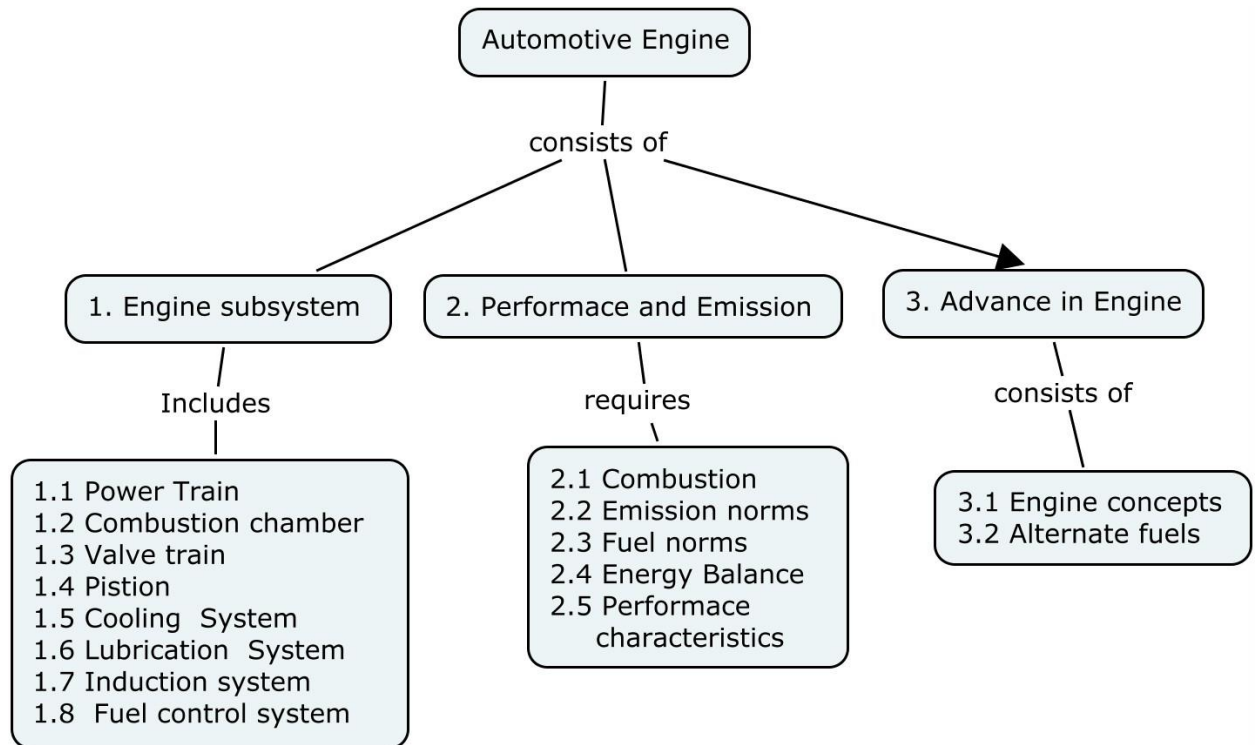 Automotive Engine
consists of
1. Engine subsystem
2. Performace and Emission
3. Advance in Engine
Includes
requires
consists of
1.1 Power Train
1.2 Combustion chamber
1.3 Valve train
1.4 Pistion
1.5 Cooling  System
1.6 Lubrication  System
1.7 Induction system
1.8  Fuel control system
2.1 Combustion
2.2 Emission norms
2.3 Fuel norms
2.4 Energy Balance
2.5 Performace
characteristics
3.1 Engine concepts
3.2 Alternate fuels